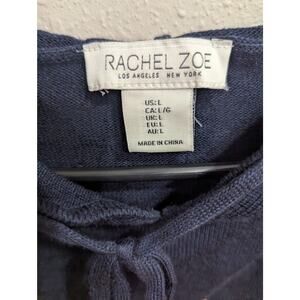 RACHEL ZOE
LOS ANGELES NEW YORK
US: L
CA: L/G
UK: L
EU: L
AU: L
MADE IN CHINA